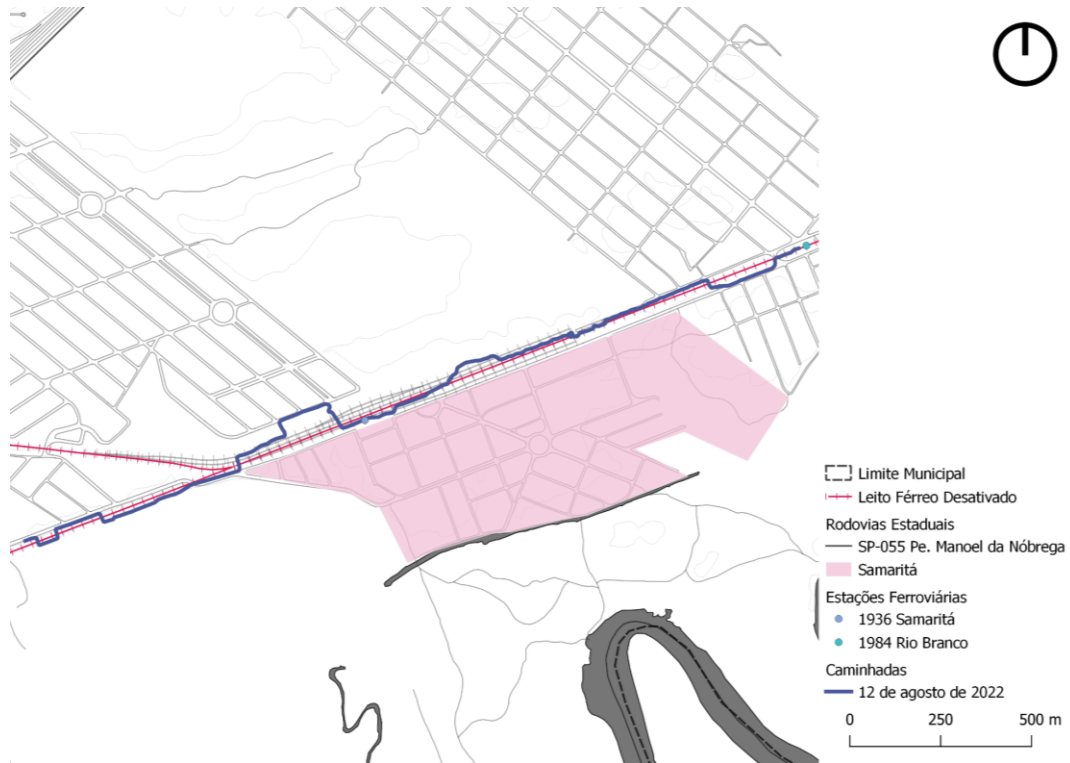 Limite Municipal
Leito Férreo Desativado
Rodovias Estaduais
SP-055 Pe. Manoel da Nóbrega
Samaritá
Estações Ferroviárias
1936 Samaritá
1984 Rio Branco
Caminhadas
12 de agosto de 2022
0 250 500 m